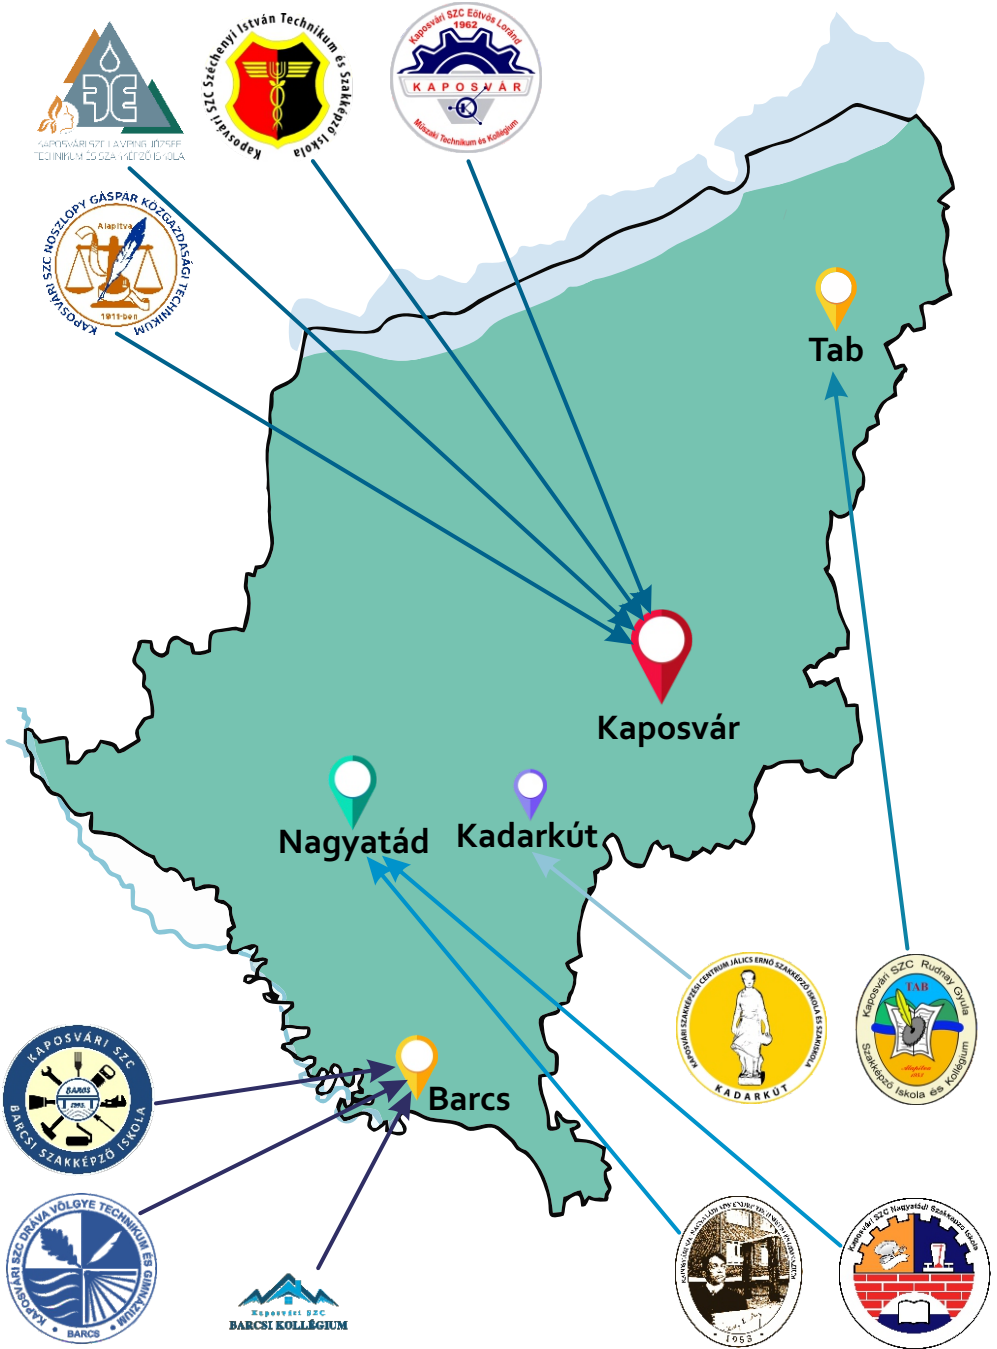 KAPOSVÁRI SZC LAMPING JÓZSEF
TECHNIKUM ÉS SZAKKÉPZŐ ISKOLA
Kaposvári SZC Széchenyi István Technikum és Szakképző Iskola
Kaposvári SZC Eötvös Loránd
1962
KAPOSVÁR
Műszaki Technikum és Kollégium
KAPOSVÁRI SZC NOSZLOPY GÁSPÁR KÖZGAZDASÁGI TECHNIKUM
Alapítva
1911-ben
Tab
Kaposvár
Nagyatád
Kadarkút
Barcs
KAPOSVÁRI SZAKKÉPZÉSI CENTRUM JÁLICS ERNŐ SZAKKÉPZŐ ISKOLA ÉS SZAKISKOLA
KADARKÚT
Kaposvári SZC Rudnay Gyula
TAB
Alapítva
Szakképző Iskola és Kollégium
KAPOSVÁRI SZC
BARCS
BARCSI SZAKKÉPZŐ ISKOLA
KAPOSVÁRI SZC DRÁVA VÖLGYE TECHNIKUM ÉS GIMNÁZIUM
• BARCS •
Kaposvári SZC
BARCSI KOLLÉGIUM
• 1953 •
Kaposvári SZC Nagyatádi Szakképző Iskola